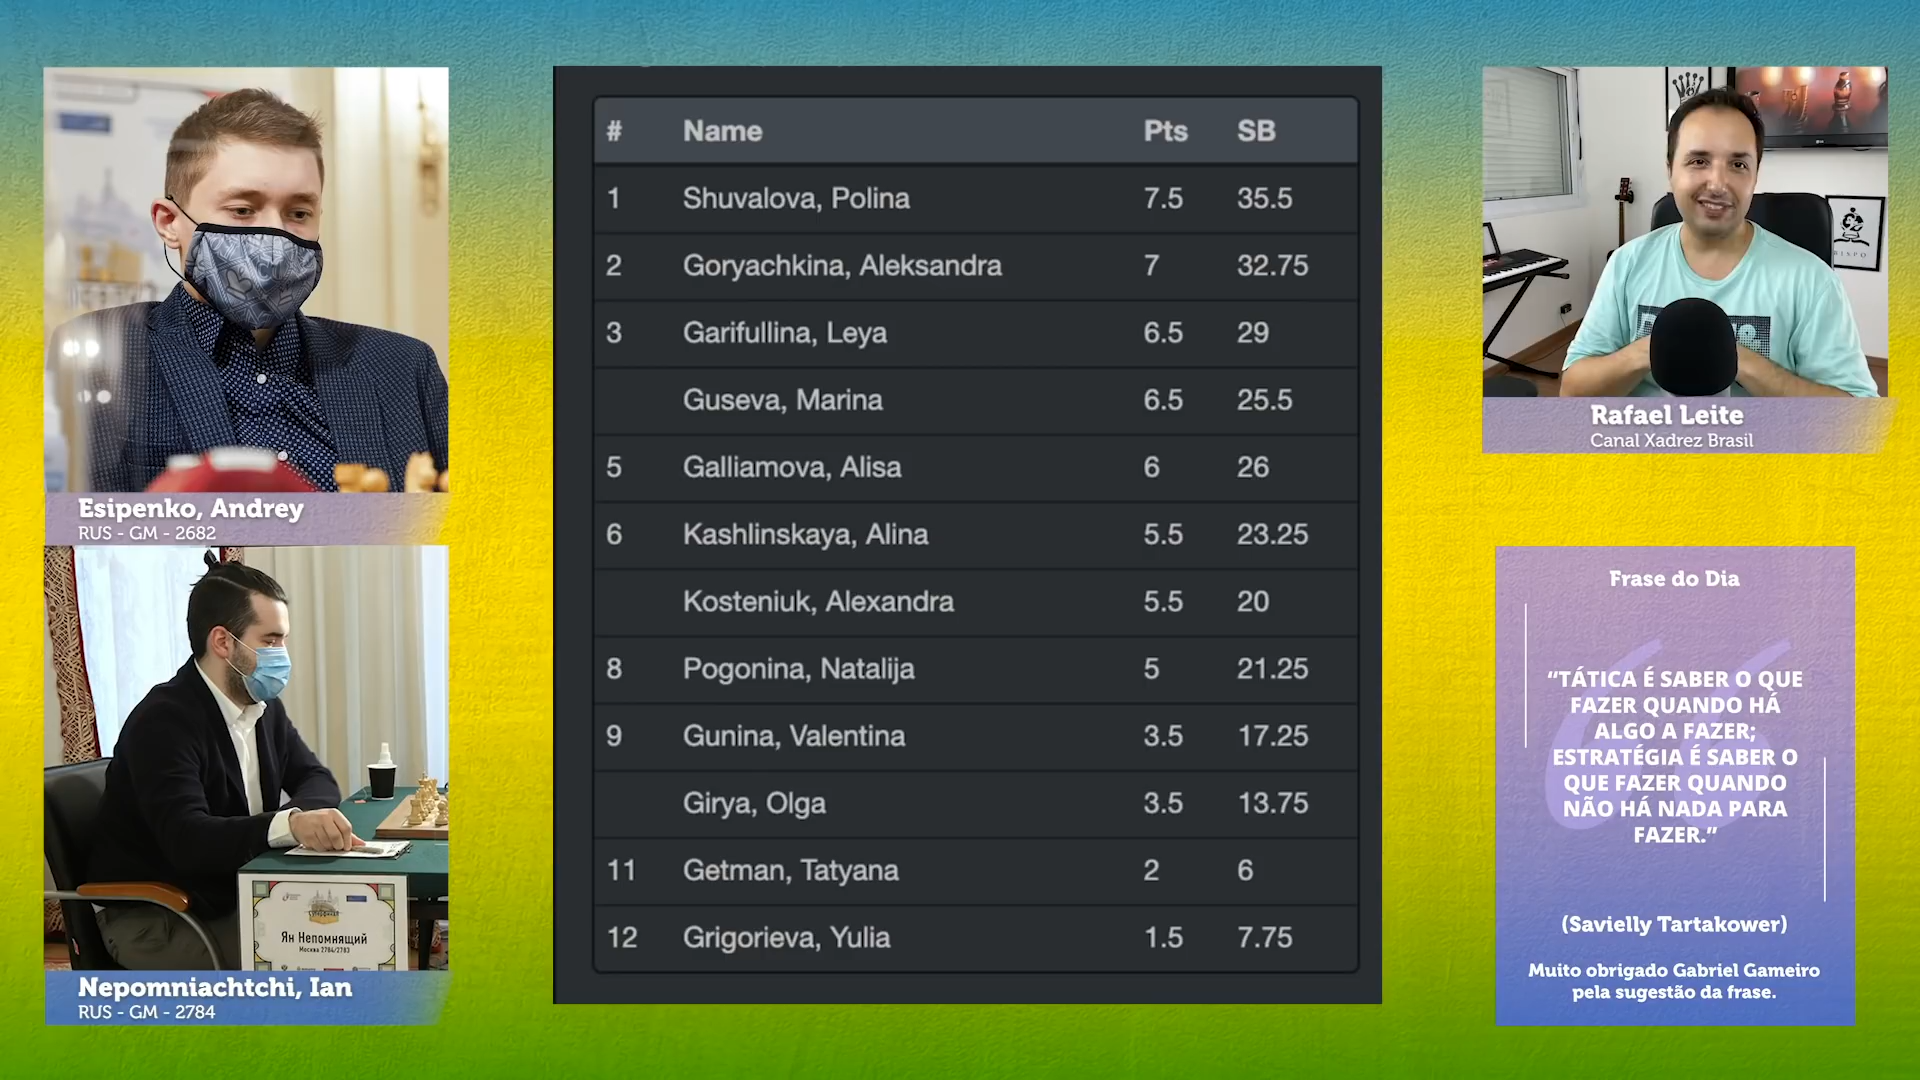 Esipenko, Andrey
RUS - GM - 2682
Ян Непомнящий
Москва 2784/2783
Nepomniachtchi, Ian
RUS - GM - 2784
# Name Pts SB
1 Shuvalova, Polina 7.5 35.5
2 Goryachkina, Aleksandra 7 32.75
3 Garifullina, Leya 6.5 29
Guseva, Marina 6.5 25.5
5 Galliamova, Alisa 6 26
6 Kashlinskaya, Alina 5.5 23.25
Kosteniuk, Alexandra 5.5 20
8 Pogonina, Natalija 5 21.25
9 Gunina, Valentina 3.5 17.25
Girya, Olga 3.5 13.75
11 Getman, Tatyana 2 6
12 Grigorieva, Yulia 1.5 7.75
BISPO
Rafael Leite
Canal Xadrez Brasil
Frase do Dia
“TÁTICA É SABER O QUE
FAZER QUANDO HÁ
ALGO A FAZER;
ESTRATÉGIA É SABER O
QUE FAZER QUANDO
NÃO HÁ NADA PARA
FAZER.”
(Savielly Tartakower)
Muito obrigado Gabriel Gameiro
pela sugestão da frase.